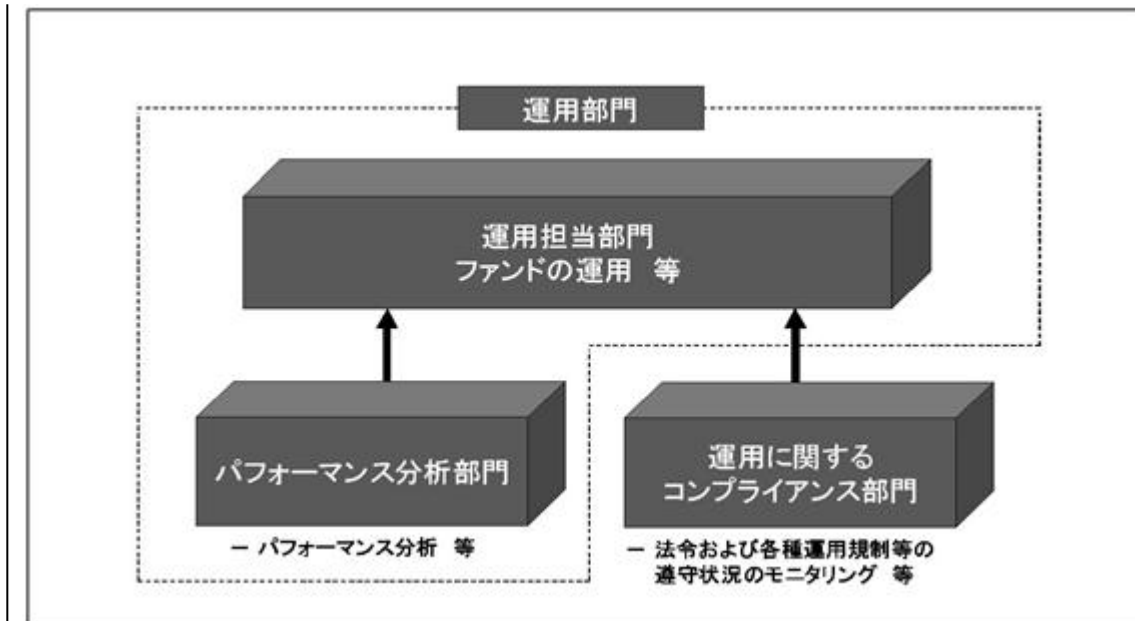 運用部門
運用担当部門
ファンドの運用 等
パフォーマンス分析部門
− パフォーマンス分析 等
運用に関する
コンプライアンス部門
− 法令および各種運用規制等の
遵守状況のモニタリング 等